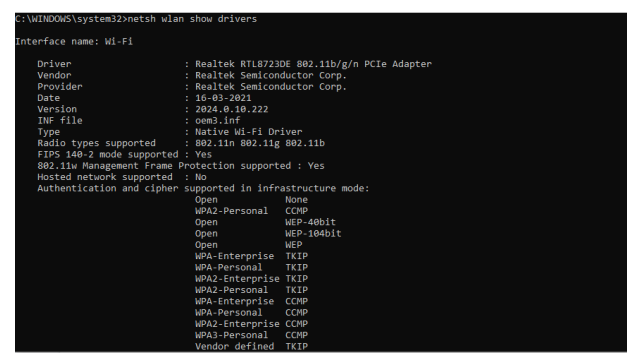 C:\WINDOWS\system32>netsh wlan show drivers
Interface name: Wi-Fi
Driver : Realtek RTL8723DE 802.11b/g/n PCIe Adapter
Vendor : Realtek Semiconductor Corp.
Provider : Realtek Semiconductor Corp.
Date : 16-03-2021
Version : 2024.0.10.222
INF file : oem3.inf
Type : Native Wi-Fi Driver
Radio types supported : 802.11n 802.11g 802.11b
FIPS 140-2 mode supported : Yes
802.11w Management Frame Protection supported : Yes
Hosted network supported : No
Authentication and cipher supported in infrastructure mode:
Open None
WPA2-Personal CCMP
Open WEP-40bit
Open WEP-104bit
Open WEP
WPA-Enterprise TKIP
WPA-Personal TKIP
WPA2-Enterprise TKIP
WPA2-Personal TKIP
WPA-Enterprise CCMP
WPA-Personal CCMP
WPA2-Enterprise CCMP
WPA3-Personal CCMP
Vendor defined TKIP